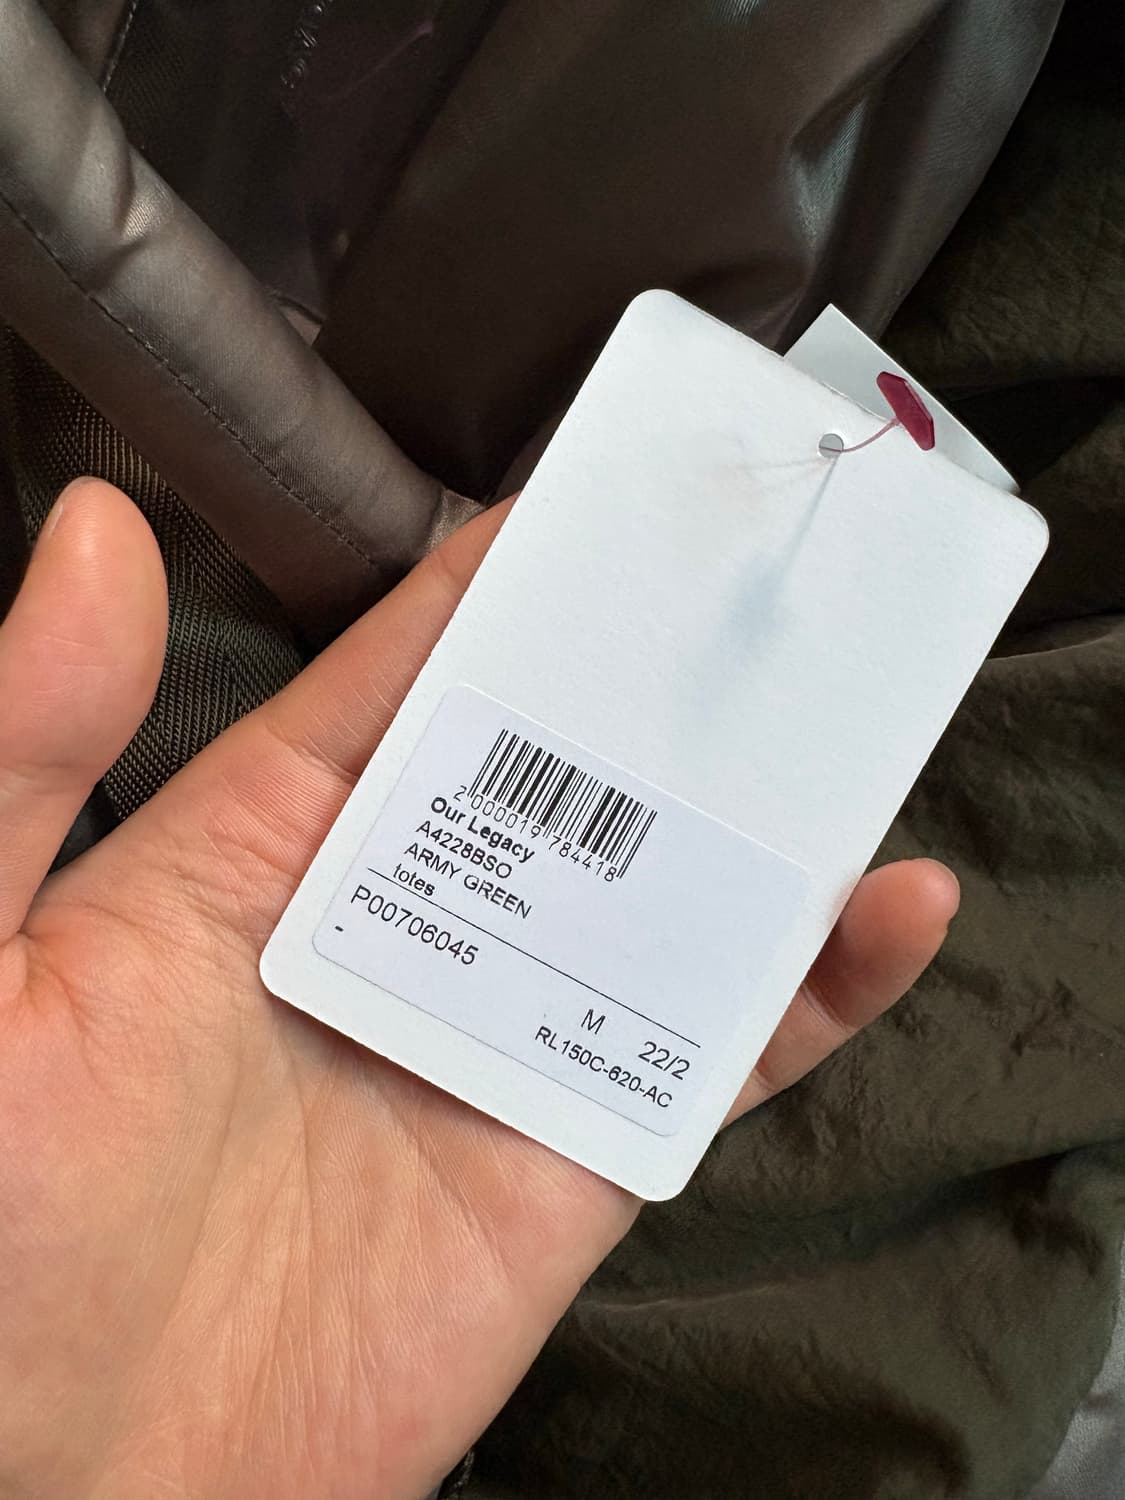 2 000019 784418
Our Legacy
A4228BSO
ARMY GREEN
totes
P00706045
-
M 22/2
RL150C-620-AC